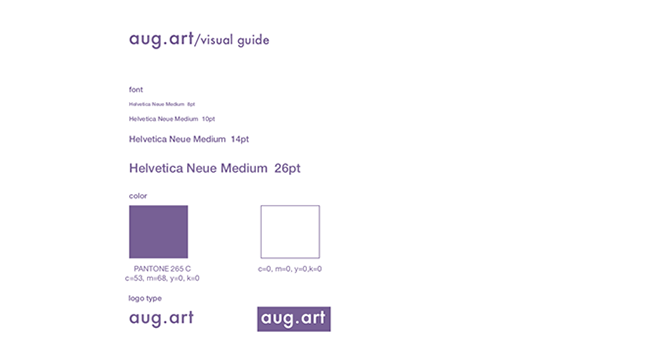 aug.art/visual guide
font
Helvetica Neue Medium 6pt
Helvetica Neue Medium 10pt
Helvetica Neue Medium 14pt
Helvetica Neue Medium 26pt
color
PANTONE 265 C
c=53, m=68, y=0, k=0
c=0, m=0, y=0,k=0
logo type
aug.art
aug.art